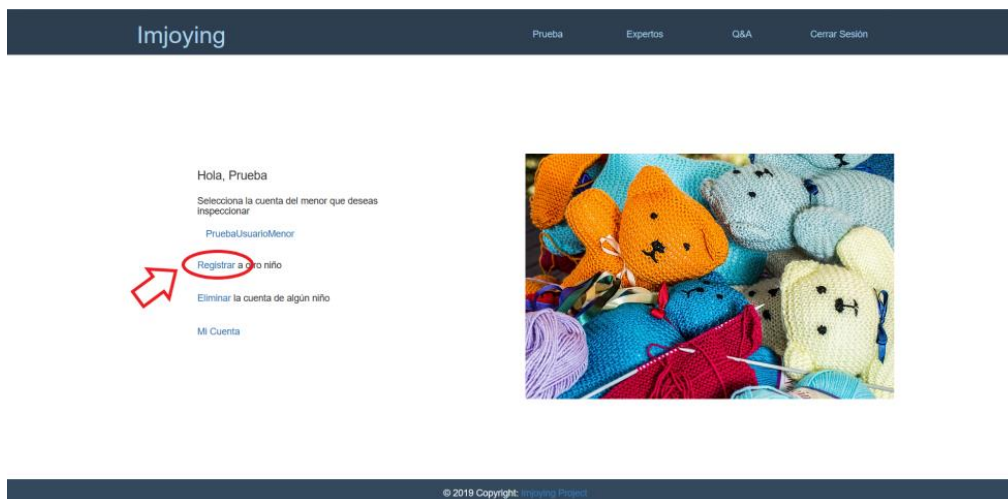 Imjoying
Prueba Expertos Q&A Cerrar Sesión
Hola, Prueba
Selecciona la cuenta del menor que deseas
inspeccionar
PruebaUsuarioMenor
Registrar a otro niño
Eliminar la cuenta de algún niño
Mi Cuenta
© 2019 Copyright: Imjoying Project